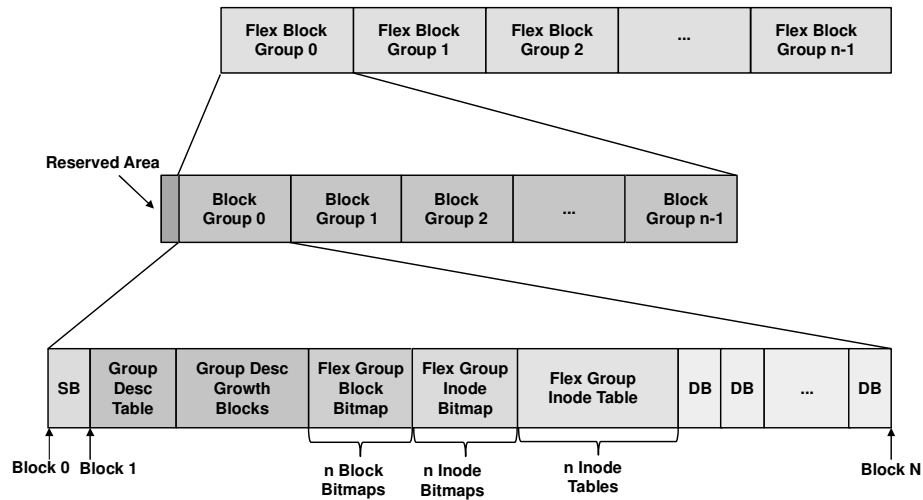 Flex Block Group 0
Flex Block Group 1
Flex Block Group 2
...
Flex Block Group n-1
Reserved Area
Block Group 0
Block Group 1
Block Group 2
...
Block Group n-1
SB
Group Desc Table
Group Desc Growth Blocks
Flex Group Block Bitmap
Flex Group Inode Bitmap
Flex Group Inode Table
DB
DB
...
DB
Block 0
Block 1
n Block Bitmaps
n Inode Bitmaps
n Inode Tables
Block N